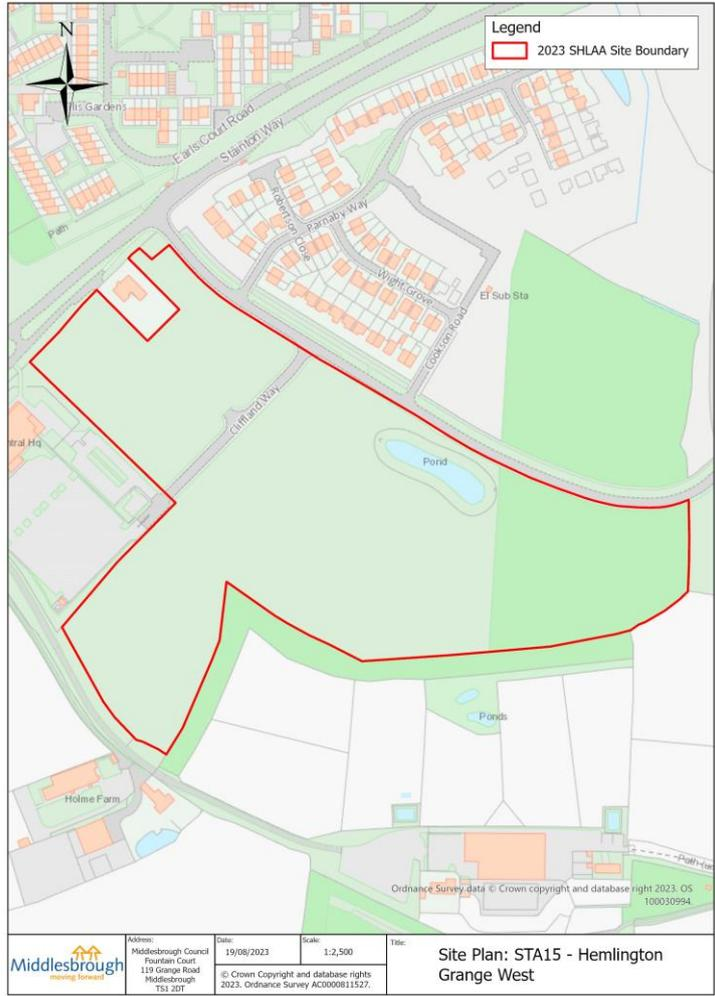 Legend
2023 SHLAA Site Boundary
N
Earls Court Road
Stainton Way
Path
Robertson Close
Parnaby Way
Wight Grove
El Sub Sta
Cookson Road
Cliffland Way
ntral Hq
Pond
Ponds
Holme Farm
Ordnance Survey data © Crown copyright and database right 2023. OS
100030994.
Middlesbrough
moving forward
Address:
Middlesbrough Council
Fountain Court
119 Grange Road
Middlesbrough
TS1 2DT
Date:
19/08/2023
Scale:
1:2,500
© Crown Copyright and database rights
2023. Ordnance Survey AC0000811527.
Title:
Site Plan: STA15 - Hemlington
Grange West